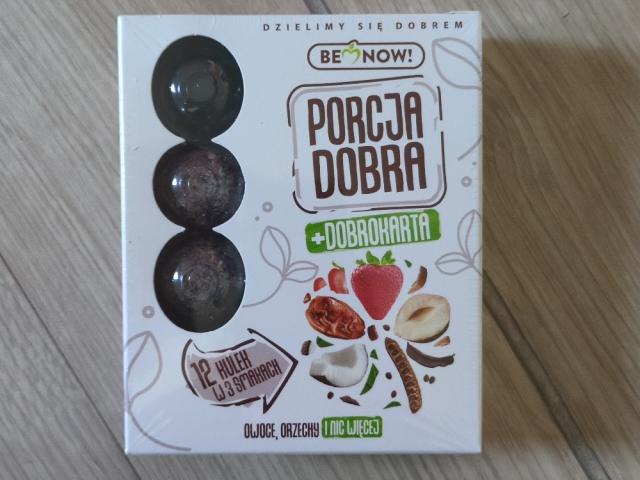 DZIELIMY SIĘ DOBREM
BE NOW!
PORCJA
DOBRA
+DOBROKARTA
12 KULEK
W 3 SMAKACH
OWOCE, ORZECHY I NIC WIĘCEJ